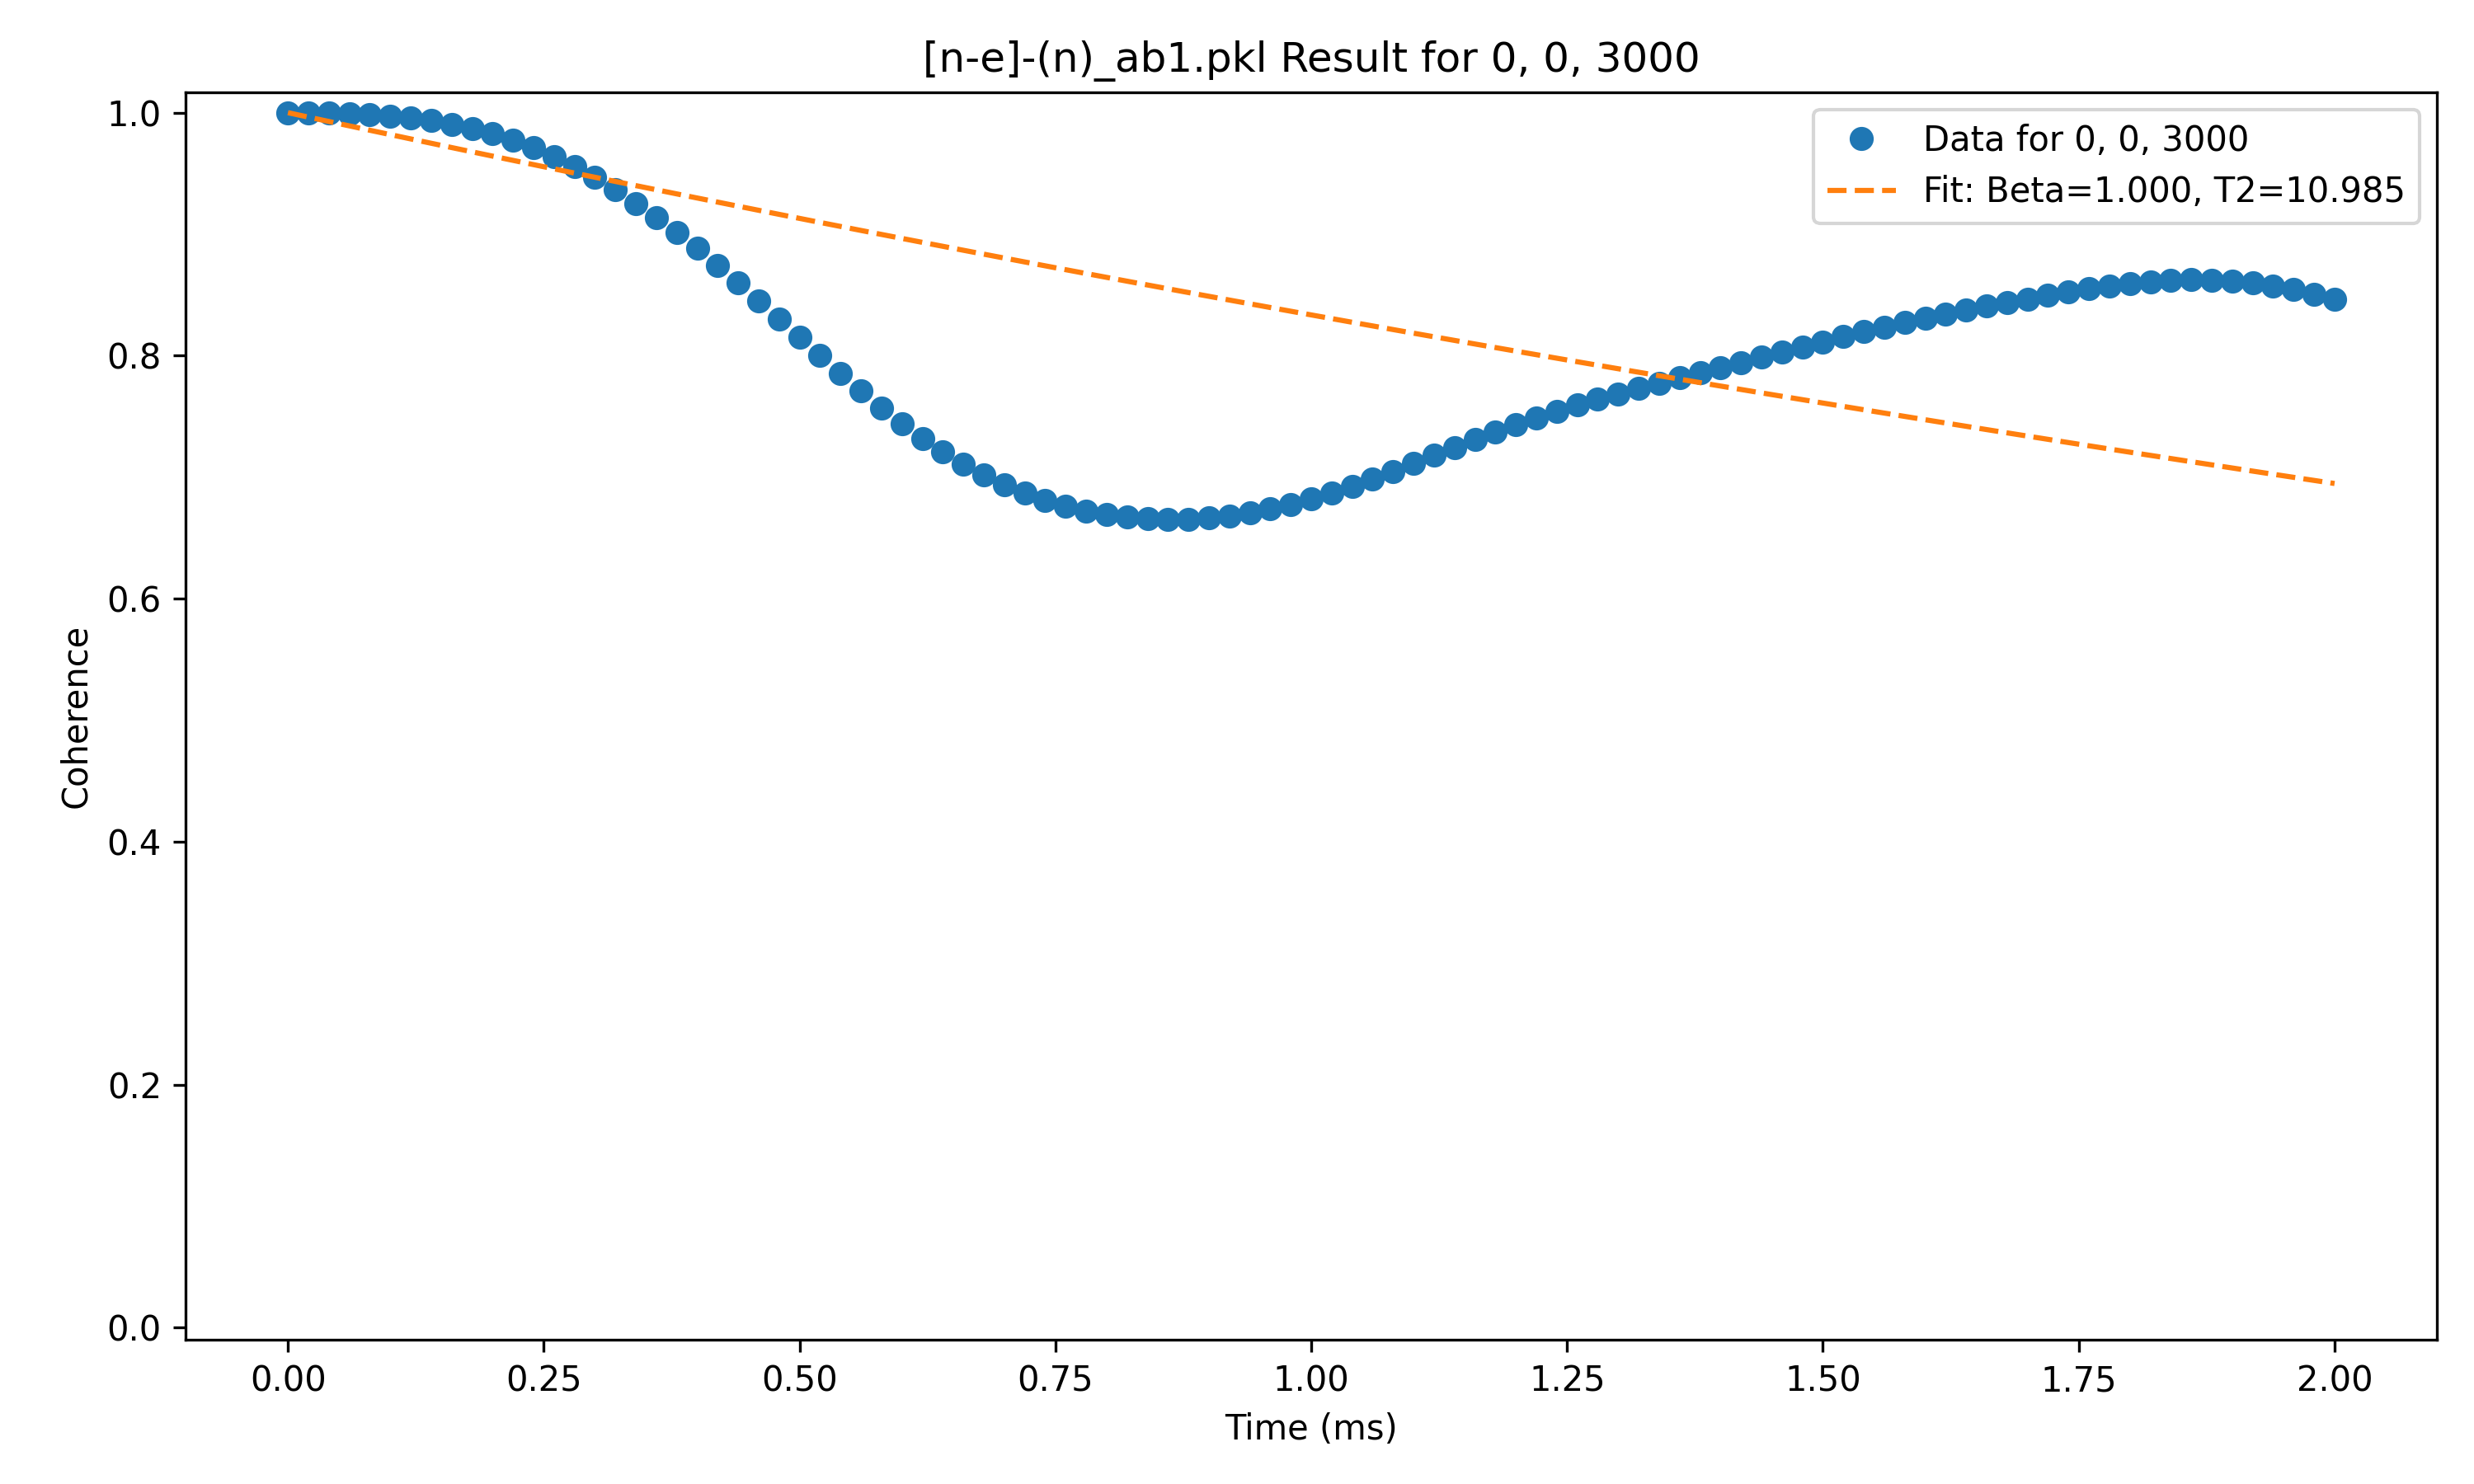 [n-e]-(n)_ab1.pkl Result for 0, 0, 3000
Data for 0, 0, 3000
Fit: Beta=1.000, T2=10.985
Coherence
1.0
0.8
0.6
0.4
0.2
0.0
0.00 0.25 0.50 0.75 1.00 1.25 1.50 1.75 2.00
Time (ms)